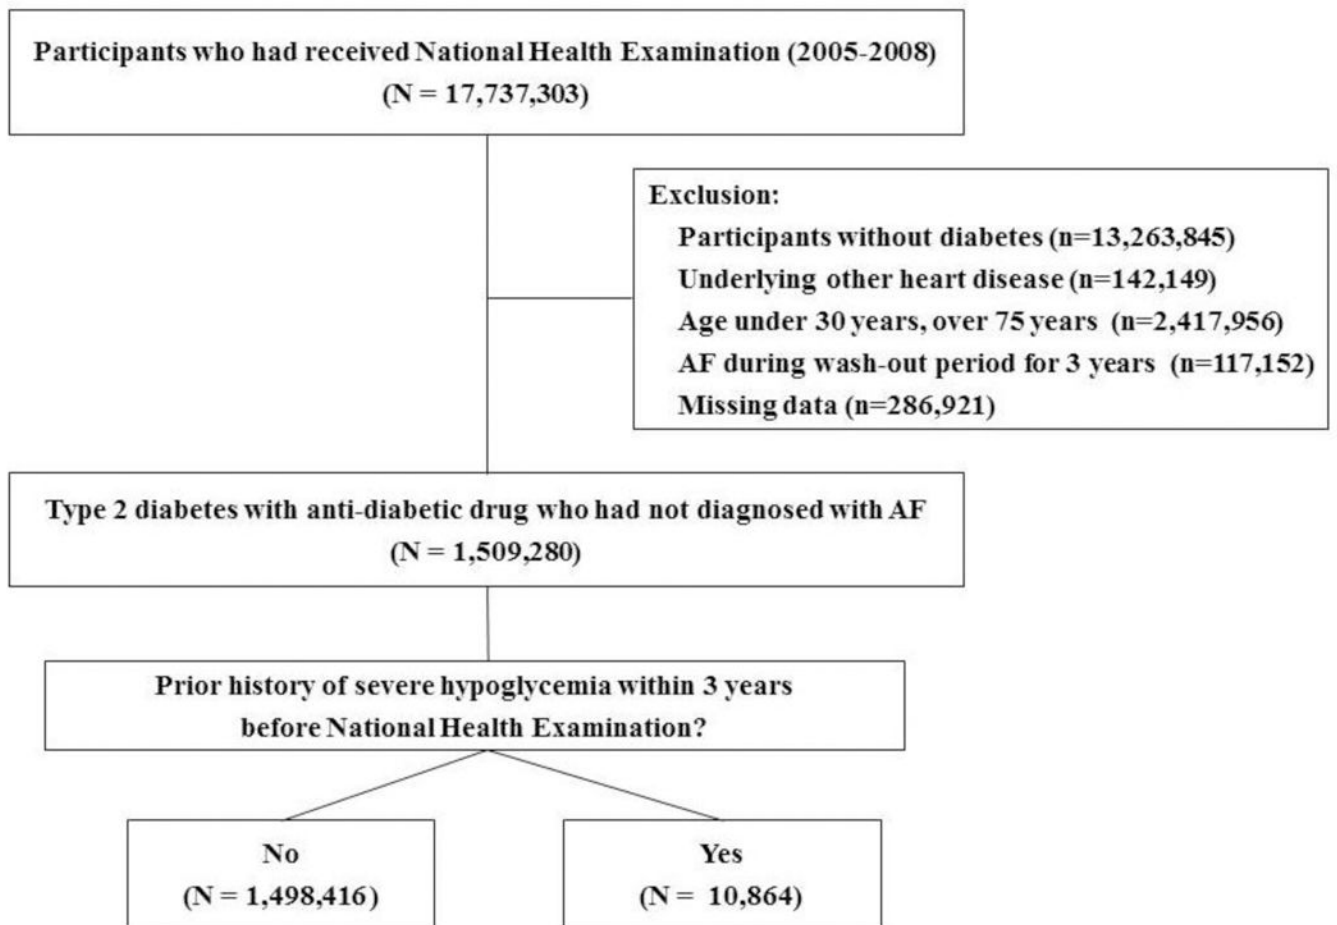 Participants who had received National Health Examination (2005-2008)
(N = 17,737,303)
Exclusion:
Participants without diabetes (n=13,263,845)
Underlying other heart disease (n=142,149)
Age under 30 years, over 75 years (n=2,417,956)
AF during wash-out period for 3 years (n=117,152)
Missing data (n=286,921)
Type 2 diabetes with anti-diabetic drug who had not diagnosed with AF
(N = 1,509,280)
Prior history of severe hypoglycemia within 3 years
before National Health Examination?
No
(N = 1,498,416)
Yes
(N = 10,864)